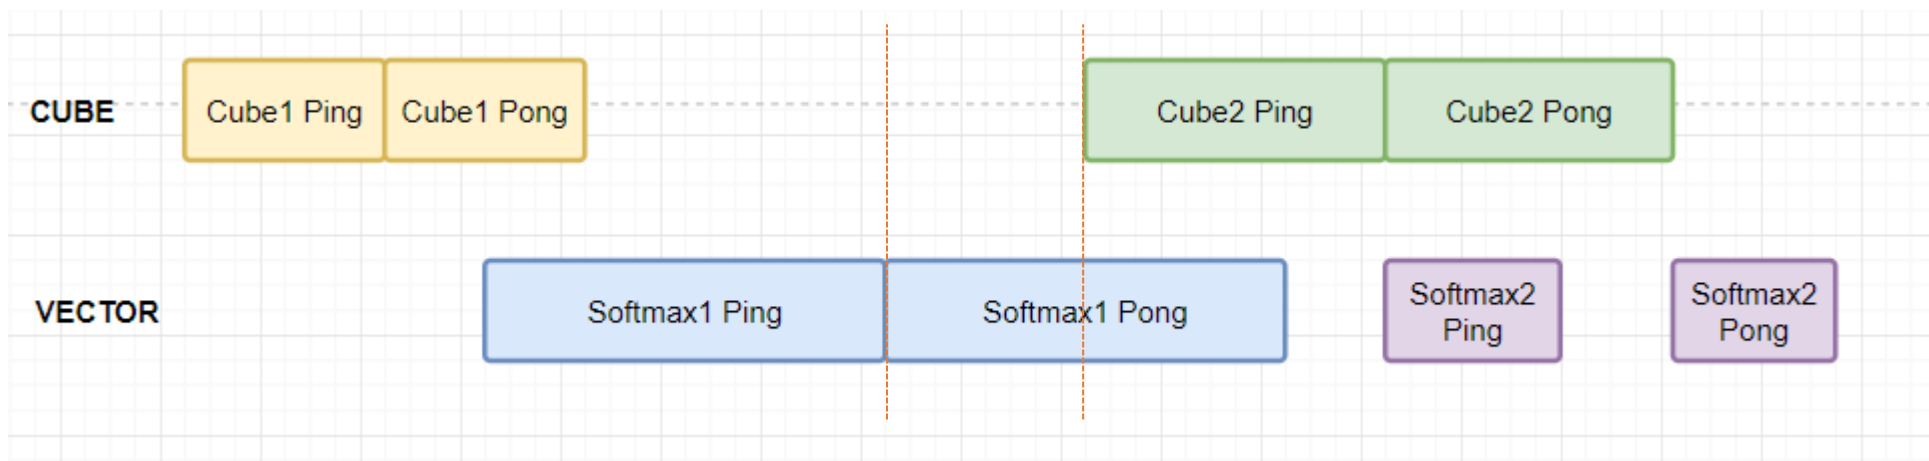 CUBE
Cube1 Ping
Cube1 Pong
Cube2 Ping
Cube2 Pong
VECTOR
Softmax1 Ping
Softmax1 Pong
Softmax2
Ping
Softmax2
Pong